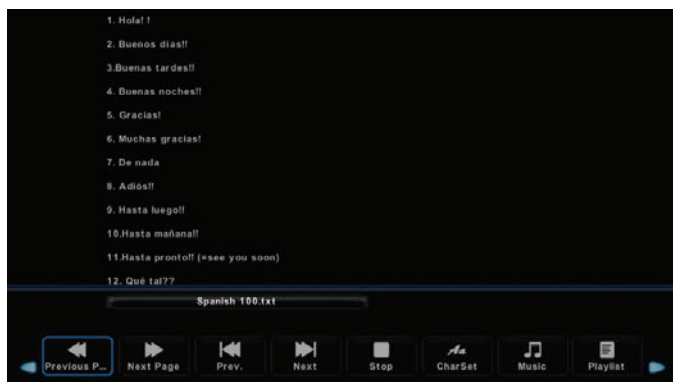 1. Hola! !
2. Buenos días!!
3.Buenas tardes!!
4. Buenas noches!!
5. Gracias!
6. Muchas gracias!
7. De nada
8. Adiós!!
9. Hasta luego!!
10.Hasta mañana!!
11.Hasta pronto!! (=see you soon)
12. Qué tal??
Spanish 100.txt
Previous P... Next Page Prev. Next Stop CharSet Music Playlist